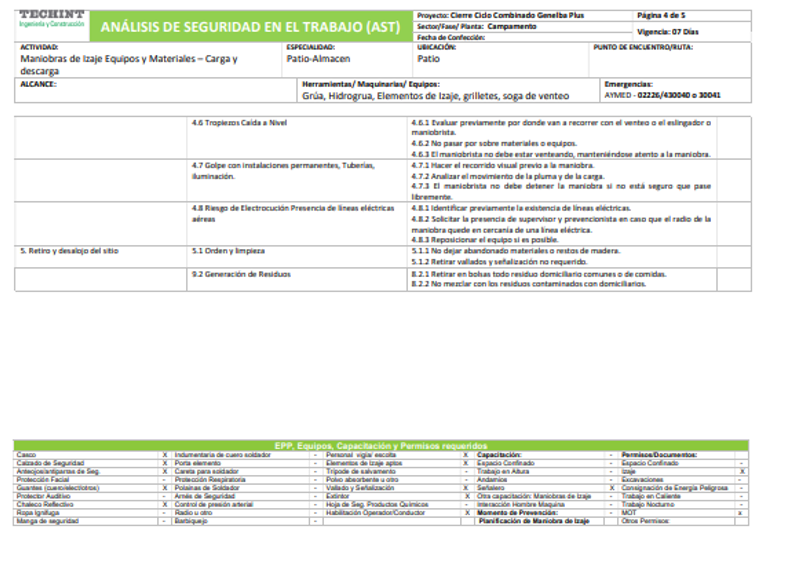 TECHINT
Ingeniería y Construcción
ANÁLISIS DE SEGURIDAD EN EL TRABAJO (AST)
Proyecto: Cierre Ciclo Combinado Genelba Plus
Sector/Fase/ Planta: Campamento
Fecha de Confección:
Página 4 de 5
Vigencia: 07 Días
ACTIVIDAD:
Maniobras de Izaje Equipos y Materiales – Carga y
descarga
ESPECIALIDAD:
Patio-Almacen
UBICACIÓN:
Patio
PUNTO DE ENCUENTRO/RUTA:
ALCANCE:
Herramientas/ Maquinarias/ Equipos:
Grúa, Hidrogrua, Elementos de Izaje, grilletes, soga de venteo
Emergencias:
AYMED - 02226/430040 o 30041
4.6 Tropiezos Caída a Nivel
4.6.1 Evaluar previamente por donde van a recorrer con el venteo o el eslingador o
maniobrista.
4.6.2 No pasar por sobre materiales o equipos.
4.6.3 El maniobrista no debe estar venteando, manteniéndose atento a la maniobra.
4.7 Golpe con instalaciones permanentes, Tuberías,
iluminación.
4.7.1 Hacer el recorrido visual previo a la maniobra.
4.7.2 Analizar el movimiento de la pluma y de la carga.
4.7.3 El maniobrista no debe detener la maniobra si no está seguro que pase
libremente.
4.8 Riesgo de Electrocución Presencia de líneas eléctricas
aéreas
4.8.1 Identificar previamente la existencia de líneas eléctricas.
4.8.2 Solicitar la presencia de supervisor y prevencionista en caso que el radio de la
maniobra quede en cercanía de una línea eléctrica.
4.8.3 Reposicionar el equipo si es posible.
5. Retiro y desalojo del sitio
5.1 Orden y limpieza
5.1.1 No dejar abandonado materiales o restos de madera.
5.1.2 Retirar vallados y señalización no requerido.
9.2 Generación de Residuos
8.2.1 Retirar en bolsas todo residuo domiciliario comunes o de comidas.
8.2.2 No mezclar con los residuos contaminados con domiciliarios.
EPP, Equipos, Capacitación y Permisos requeridos
Casco X Indumentaria de cuero soldador - Personal vigía/ escolta X Capacitación: - Permisos/Documentos:
Calzado de Seguridad X Porta elemento - Elementos de Izaje aptos X Espacio Confinado - Espacio Confinado -
Anteojos/antiparras de Seg. X Careta para soldador - Trípode de salvamento - Trabajo en Altura - Izaje X
Protección Facial - Protección Respiratoria - Polvo absorbente u otro - Andamios - Excavaciones -
Guantes (cuero/electro/otros) X Polainas de Soldador - Vallado y Señalización X Señalero X Consignación de Energía Peligrosa -
Protector Auditivo - Arnés de Seguridad - Extintor X Otra capacitación: Maniobras de Izaje - Trabajo en Caliente -
Chaleco Reflectivo X Control de presión arterial - Hoja de Seg. Productos Químicos - Interacción Hombre Maquina - Trabajo Nocturno -
Ropa Ignífuga - Radio u otro - Habilitación Operador/Conductor X Momento de Prevención: - MOT x
Manga de seguridad - Barbiquejo - Planificación de Maniobra de Izaje Otros Permisos: